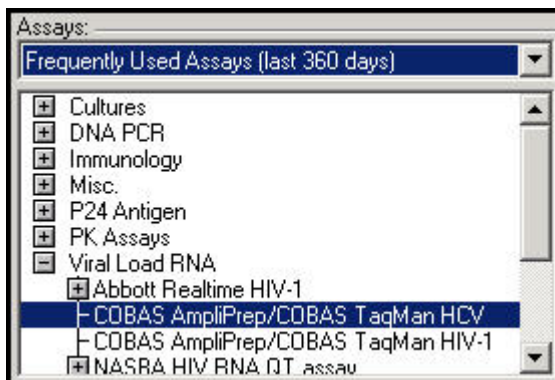 Assays:
Frequently Used Assays (last 360 days)
Cultures
DNA PCR
Immunology
Misc.
P24 Antigen
PK Assays
Viral Load RNA
Abbott Realtime HIV-1
COBAS AmpliPrep/COBAS TaqMan HCV
COBAS AmpliPrep/COBAS TaqMan HIV-1
NASBA HIV RNA QT assay